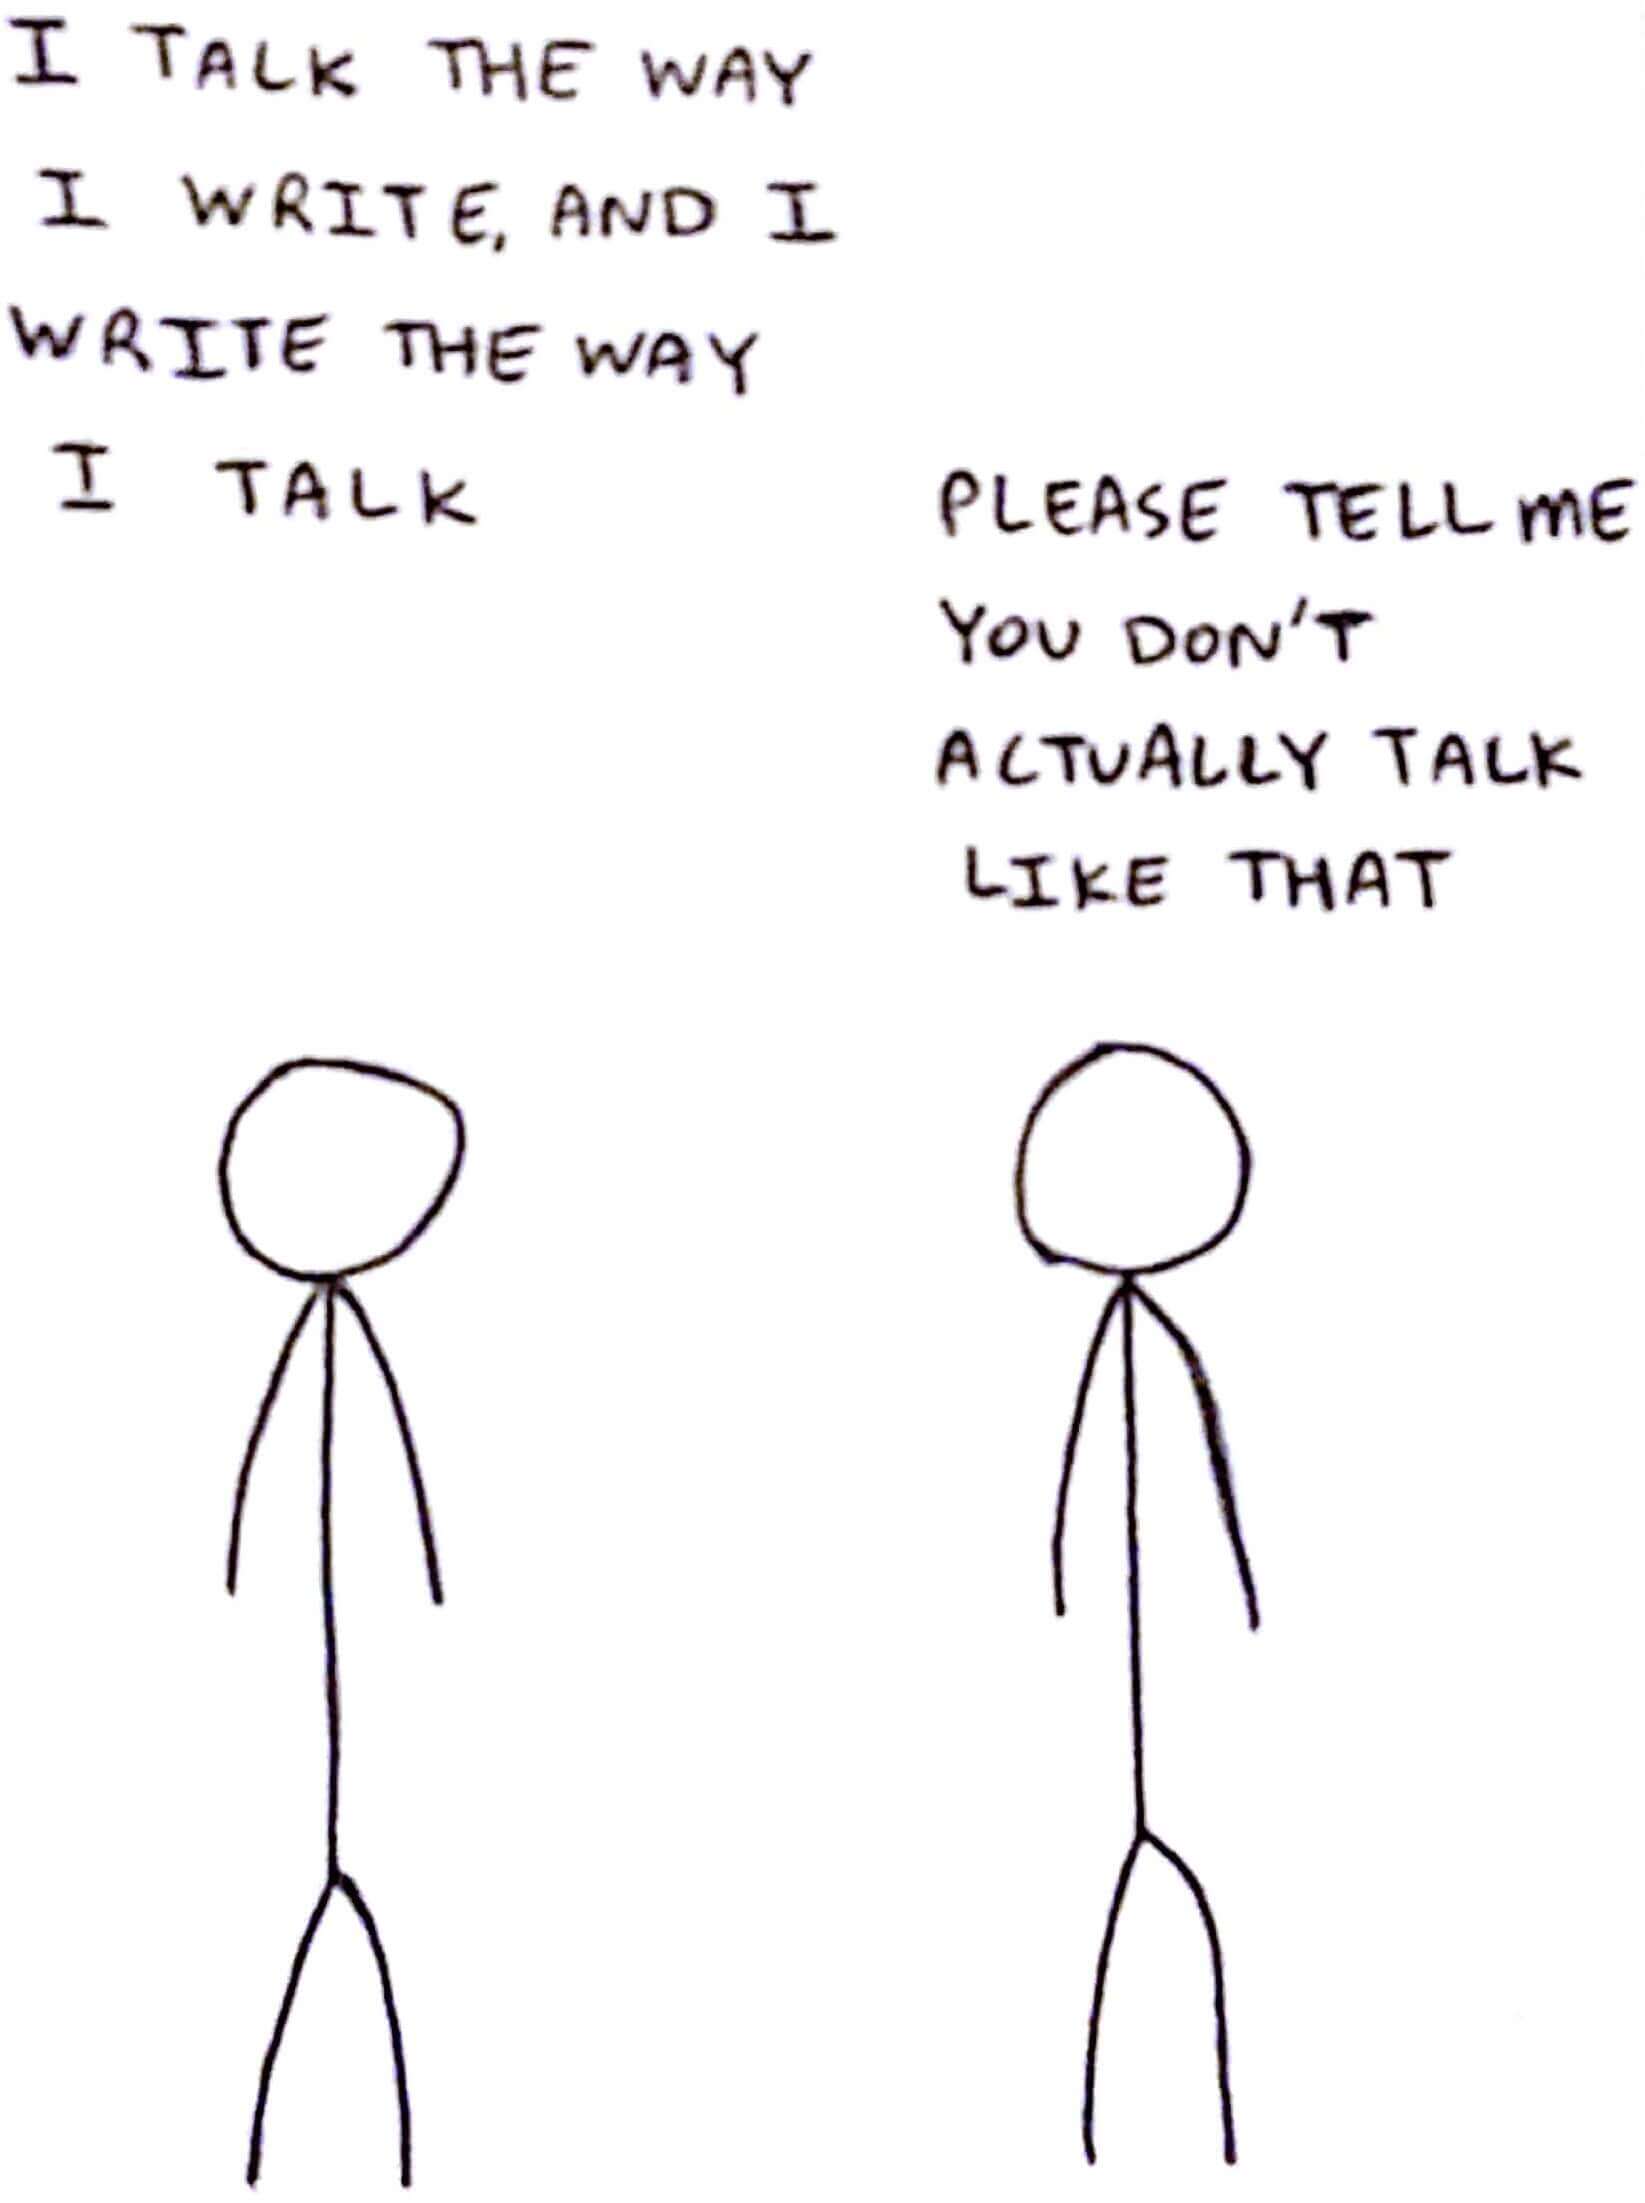 I TALK THE WAY
I WRITE, AND I
WRITE THE WAY
I TALK
PLEASE TELL ME
YOU DON'T
ACTUALLY TALK
LIKE THAT